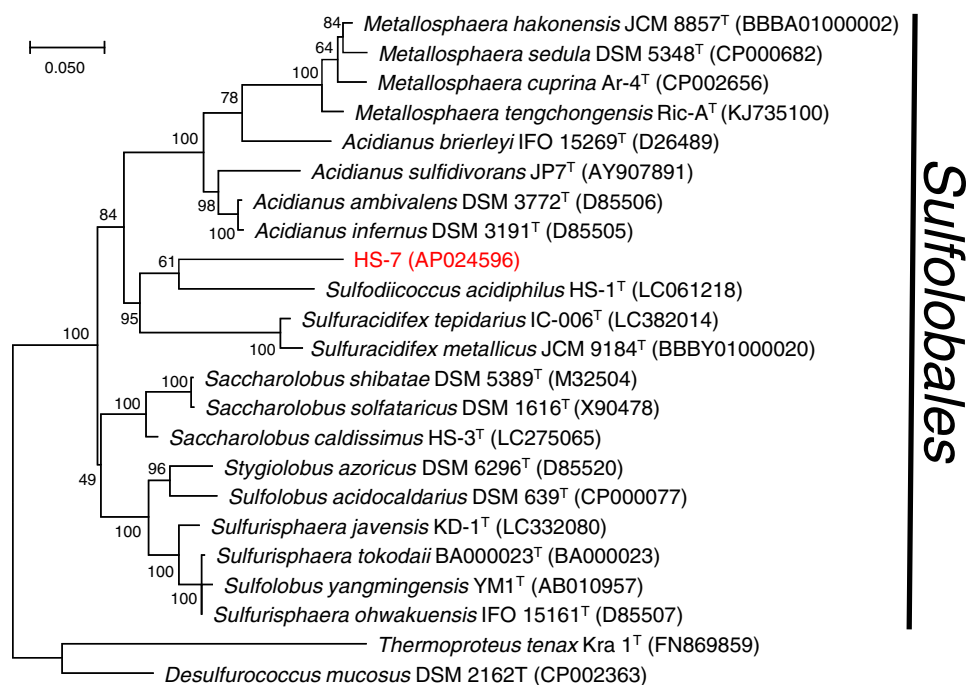 84
Metallosphaera hakonensis JCM 8857ᵀ (BBBA01000002)
0.050
64
Metallosphaera sedula DSM 5348ᵀ (CP000682)
100
Metallosphaera cuprina Ar-4ᵀ (CP002656)
78
Metallosphaera tengchongensis Ric-Aᵀ (KJ735100)
100
Acidianus brierleyi IFO 15269ᵀ (D26489)
Acidianus sulfidivorans JP7ᵀ (AY907891)
98
Acidianus ambivalens DSM 3772ᵀ (D85506)
100
Acidianus infernus DSM 3191ᵀ (D85505)
84
61
HS-7 (AP024596)
Sulfodiicoccus acidiphilus HS-1ᵀ (LC061218)
95
Sulfuracidifex tepidarius IC-006ᵀ (LC382014)
100
Sulfuracidifex metallicus JCM 9184ᵀ (BBBY01000020)
100
100
Saccharolobus shibatae DSM 5389ᵀ (M32504)
100
Saccharolobus solfataricus DSM 1616ᵀ (X90478)
Saccharolobus caldissimus HS-3ᵀ (LC275065)
49
96
Stygiolobus azoricus DSM 6296ᵀ (D85520)
Sulfolobus acidocaldarius DSM 639ᵀ (CP000077)
100
Sulfurisphaera javensis KD-1ᵀ (LC332080)
100
Sulfurisphaera tokodaii BA000023ᵀ (BA000023)
Sulfolobus yangmingensis YM1ᵀ (AB010957)
100
Sulfurisphaera ohwakuensis IFO 15161ᵀ (D85507)
Thermoproteus tenax Kra 1ᵀ (FN869859)
Desulfurococcus mucosus DSM 2162T (CP002363)
Sulfolobales